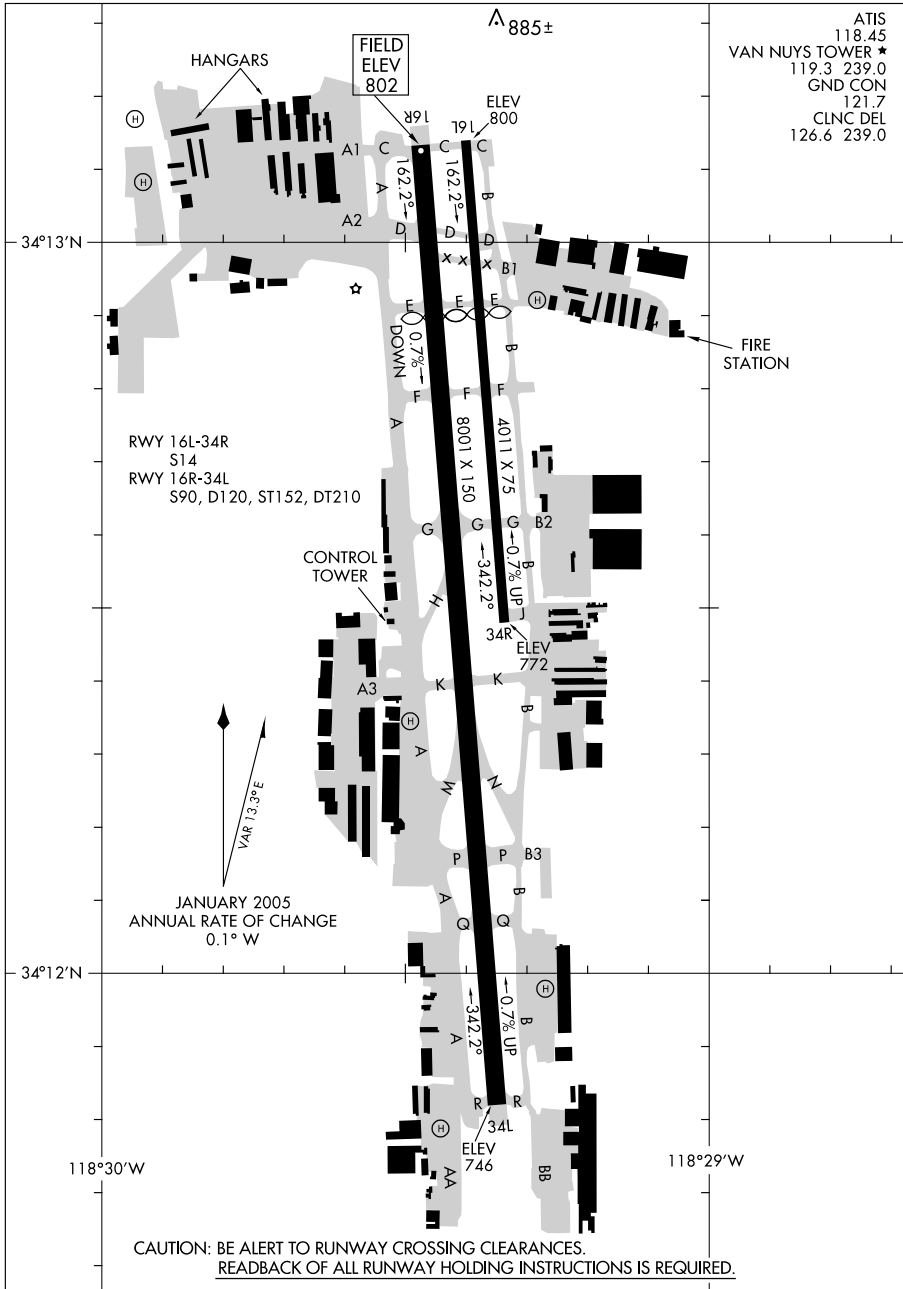 885±
ATIS
118.45
VAN NUYS TOWER ★
119.3 239.0
GND CON
121.7
CLNC DEL
126.6 239.0
HANGARS
FIELD
ELEV
802
ELEV
800
16R
16L
H
H
A1
C
C
C
A
162.2°
162.2°
B
A2
D
D
D
34°13'N
x x x
B1
E
E
E
H
0.7%
DOWN
B
FIRE
STATION
F
F
F
A
RWY 16L-34R
S14
RWY 16R-34L
S90, D120, ST152, DT210
8001 X 150
4011 X 75
G
G
G
B2
342.2°
0.7% UP
B
CONTROL
TOWER
H
J
34R
ELEV
772
A3
K
K
B
H
A
M
N
VAR 13.3° E
JANUARY 2005
ANNUAL RATE OF CHANGE
0.1° W
P
P
B3
A
B
Q
Q
34°12'N
H
342.2°
0.7% UP
A
B
R
R
34L
H
ELEV
746
AA
BB
118°30'W
118°29'W
CAUTION: BE ALERT TO RUNWAY CROSSING CLEARANCES.
READBACK OF ALL RUNWAY HOLDING INSTRUCTIONS IS REQUIRED.